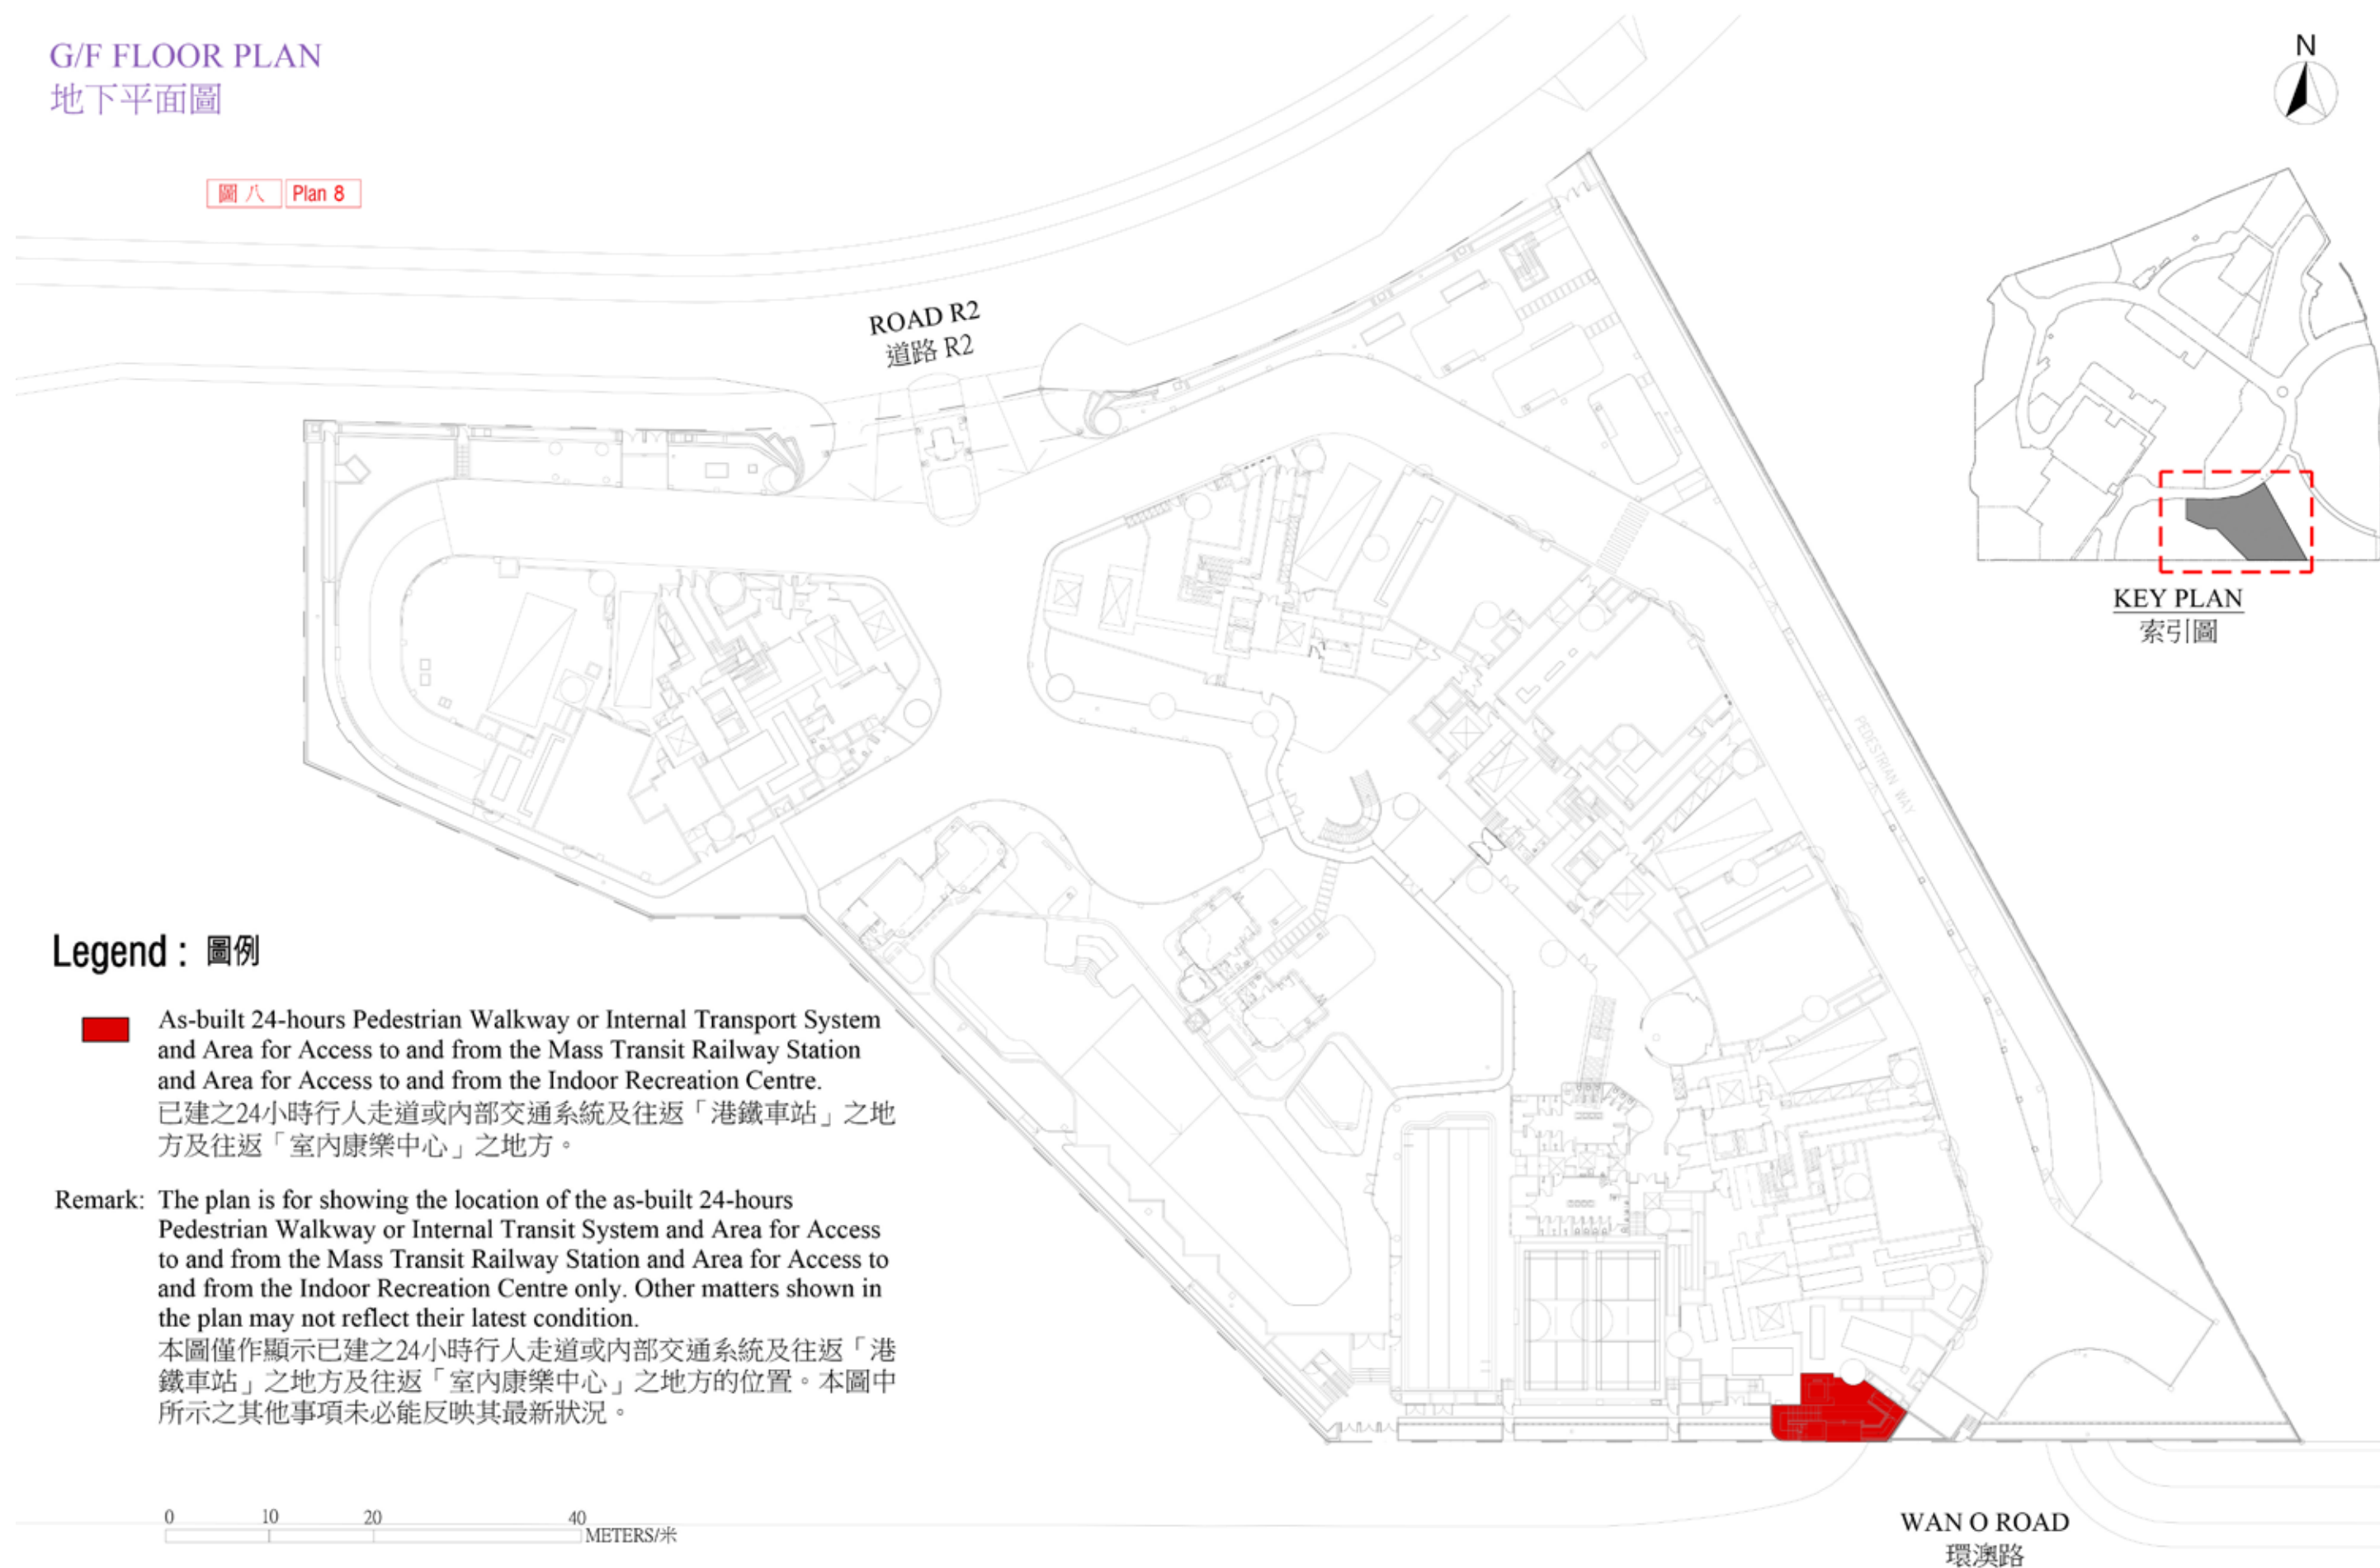 G/F FLOOR PLAN
地下平面圖
圖八 Plan 8
N
ROAD R2
道路 R2
KEY PLAN
索引圖
PEDESTRIAN WAY
Legend : 圖例
As-built 24-hours Pedestrian Walkway or Internal Transport System
and Area for Access to and from the Mass Transit Railway Station
and Area for Access to and from the Indoor Recreation Centre.
已建之24小時行人走道或內部交通系統及往返「港鐵車站」之地
方及往返「室內康樂中心」之地方。
Remark: The plan is for showing the location of the as-built 24-hours
Pedestrian Walkway or Internal Transit System and Area for Access
to and from the Mass Transit Railway Station and Area for Access to
and from the Indoor Recreation Centre only. Other matters shown in
the plan may not reflect their latest condition.
本圖僅作顯示已建之24小時行人走道或內部交通系統及往返「港
鐵車站」之地方及往返「室內康樂中心」之地方的位置。本圖中
所示之其他事項未必能反映其最新狀況。
0 10 20 40
METERS/米
WAN O ROAD
環澳路